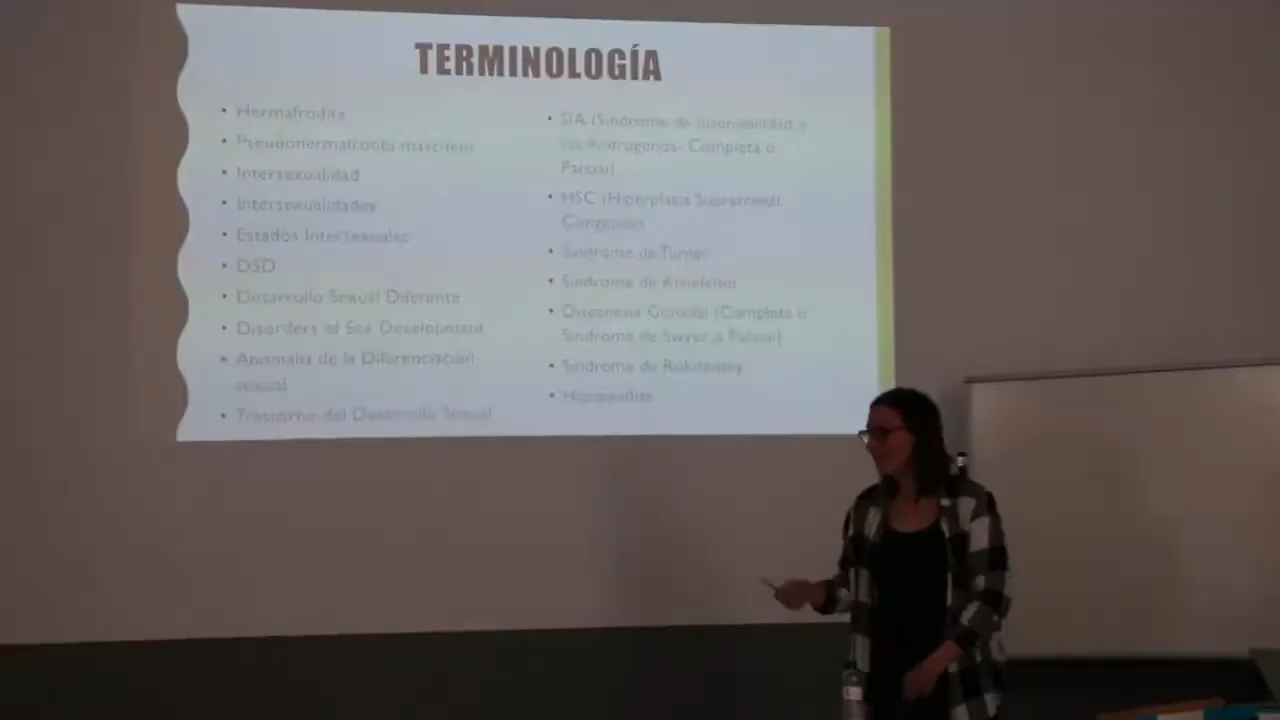 TERMINOLOGÍA
• Hermafrodita
• Pseudohermafrodita masculino
• Intersexualidad
• Intersexualidades
• Estados Intersexuales
• DSD
• Desarrollo Sexual Diferente
• Disorders of Sex Development
• Anomalía de la Diferenciación
sexual
• Trastorno del Desarrollo Sexual
• SIA (Síndrome de Insensibilidad a
los Andrógenos- Completa o
Parcial)
• HSC (Hiperplasia Suprarrenal
Congénita)
• Síndrome de Turner
• Síndrome de Klinefelter
• Disgenesia Gonadal (Completa o
Síndrome de Swyer o Parcial)
• Síndrome de Rokitansky
• Hipospadias